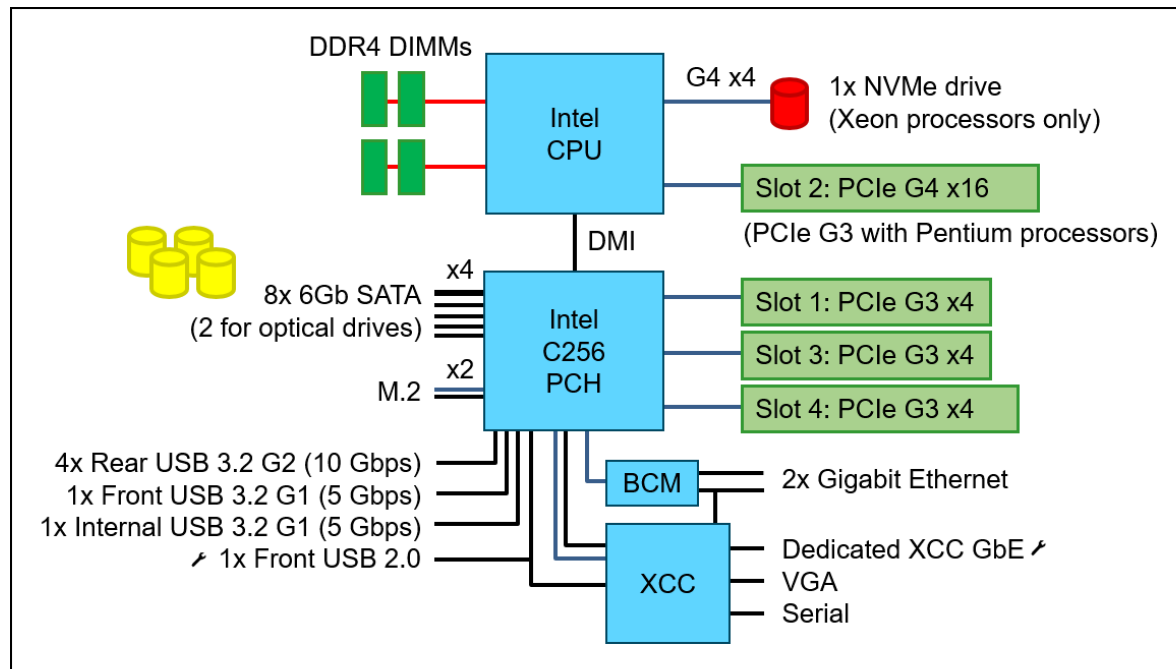 DDR4 DIMMs
Intel
CPU
G4 x4
1x NVMe drive
(Xeon processors only)
Slot 2: PCIe G4 x16
(PCIe G3 with Pentium processors)
DMI
x4
8x 6Gb SATA
(2 for optical drives)
x2
M.2
Intel
C256
PCH
Slot 1: PCIe G3 x4
Slot 3: PCIe G3 x4
Slot 4: PCIe G3 x4
4x Rear USB 3.2 G2 (10 Gbps)
1x Front USB 3.2 G1 (5 Gbps)
1x Internal USB 3.2 G1 (5 Gbps)
1x Front USB 2.0
BCM
2x Gigabit Ethernet
XCC
Dedicated XCC GbE
VGA
Serial